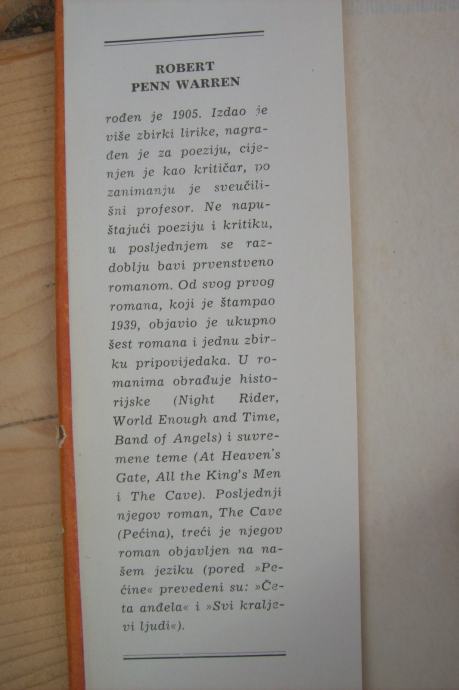 ROBERT
PENN WARREN
rođen je 1905. Izdao je
više zbirki lirike, nagra-
đen je za poeziju, cije-
njen je kao kritičar, po
zanimanju je sveučili-
šni profesor. Ne napu-
štajući poeziju i kritiku,
u posljednjem se raz-
doblju bavi prvenstveno
romanom. Od svog prvog
romana, koji je štampao
1939, objavio je ukupno
šest romana i jednu zbir-
ku pripovijedaka. U ro-
manima obrađuje histo-
rijske (Night Rider,
World Enough and Time,
Band of Angels) i suvre-
mene teme (At Heaven's
Gate, All the King's Men
i The Cave). Posljednji
njegov roman, The Cave
(Pećina), treći je njegov
roman objavljen na na-
šem jeziku (pored »Pe-
ćine« prevedeni su: »Če-
ta anđela« i »Svi kralje-
vi ljudi«).